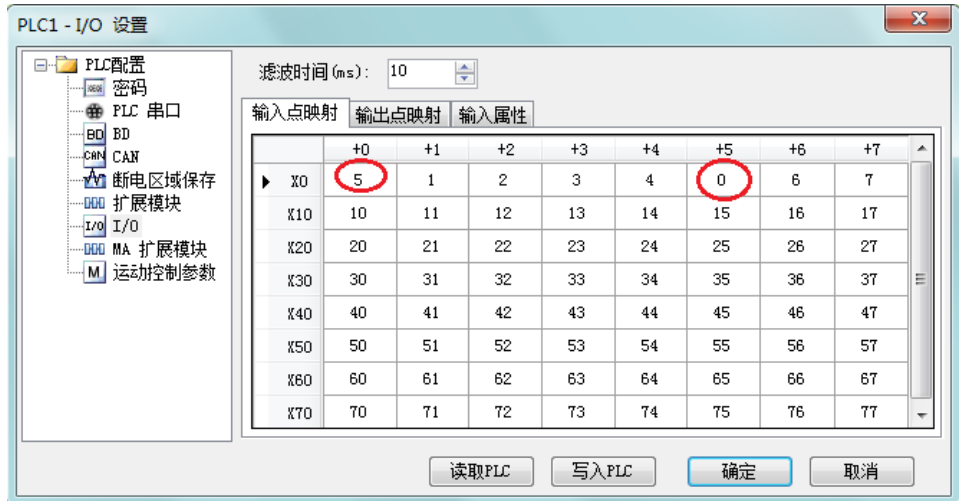 PLC1 - I/O 设置
PLC配置
密码
PLC 串口
BD BD
CAN CAN
断电区域保存
扩展模块
I/O I/O
MA 扩展模块
M 运动控制参数
滤波时间(ms): 10
输入点映射 输出点映射 输入属性
+0 +1 +2 +3 +4 +5 +6 +7
X0 5 1 2 3 4 0 6 7
X10 10 11 12 13 14 15 16 17
X20 20 21 22 23 24 25 26 27
X30 30 31 32 33 34 35 36 37
X40 40 41 42 43 44 45 46 47
X50 50 51 52 53 54 55 56 57
X60 60 61 62 63 64 65 66 67
X70 70 71 72 73 74 75 76 77
读取PLC 写入PLC 确定 取消